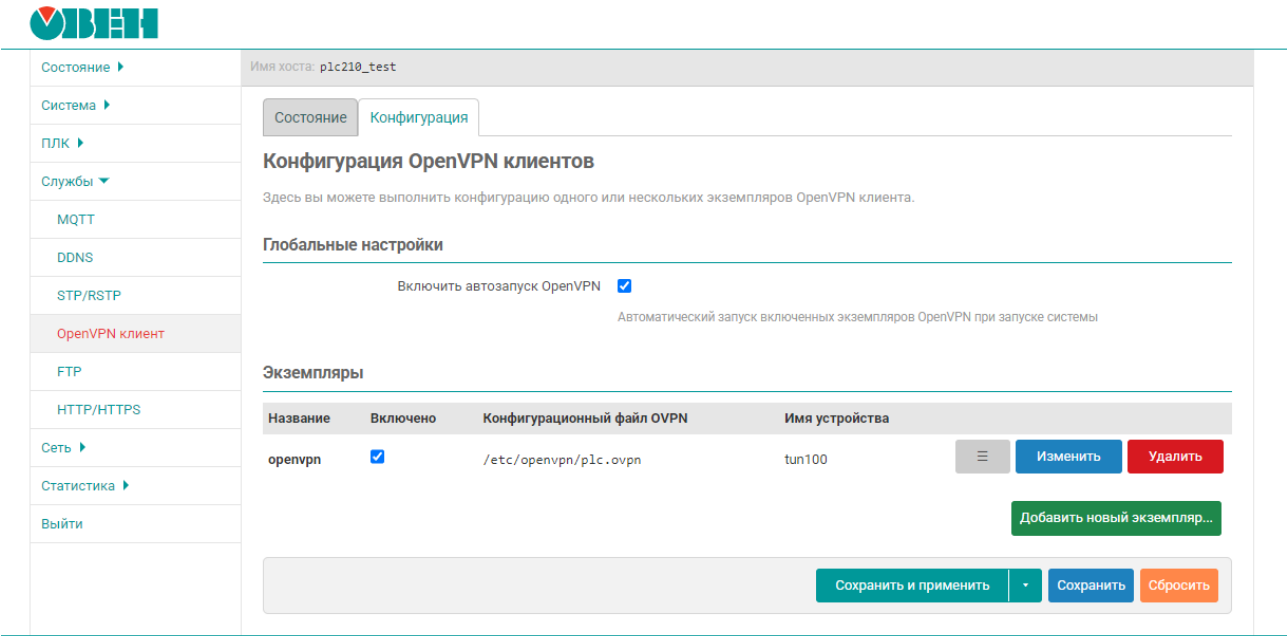 ОВЕН
Состояние
Система
ПЛК
Службы
MQTT
DDNS
STP/RSTP
OpenVPN клиент
FTP
HTTP/HTTPS
Сеть
Статистика
Выйти
Имя хоста: plc210_test
Состояние Конфигурация
Конфигурация OpenVPN клиентов
Здесь вы можете выполнить конфигурацию одного или нескольких экземпляров OpenVPN клиента.
Глобальные настройки
Включить автозапуск OpenVPN
Автоматический запуск включенных экземпляров OpenVPN при запуске системы
Экземпляры
Название Включено Конфигурационный файл OVPN Имя устройства
openvpn /etc/openvpn/plc.ovpn tun100 Изменить Удалить
Добавить новый экземпляр...
Сохранить и применить Сохранить Сбросить